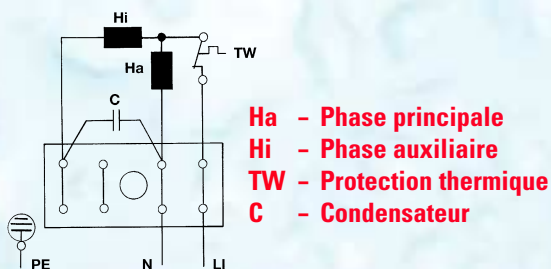 Hi
TW
Ha
C
Ha – Phase principale
Hi – Phase auxiliaire
TW – Protection thermique
C – Condensateur
PE N LI